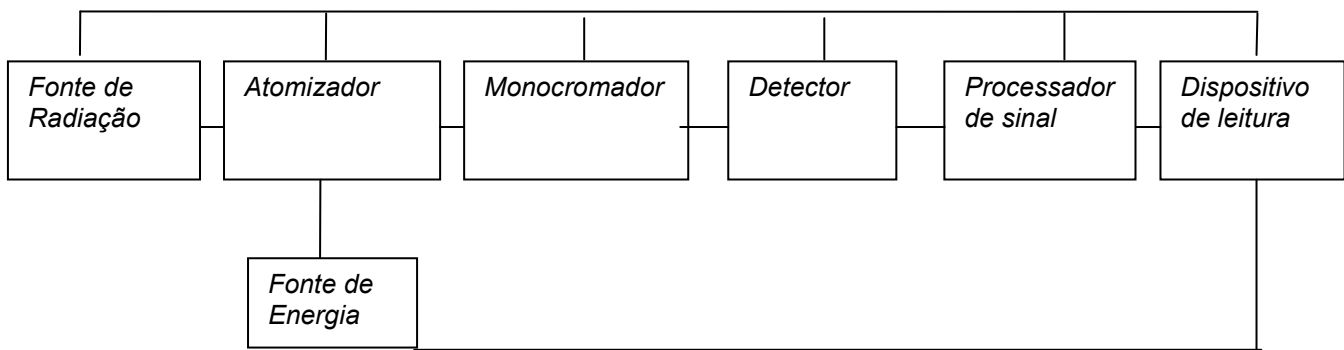 Fonte de
Radiação
Atomizador
Monocromador
Detector
Processador
de sinal
Dispositivo
de leitura
Fonte de
Energia